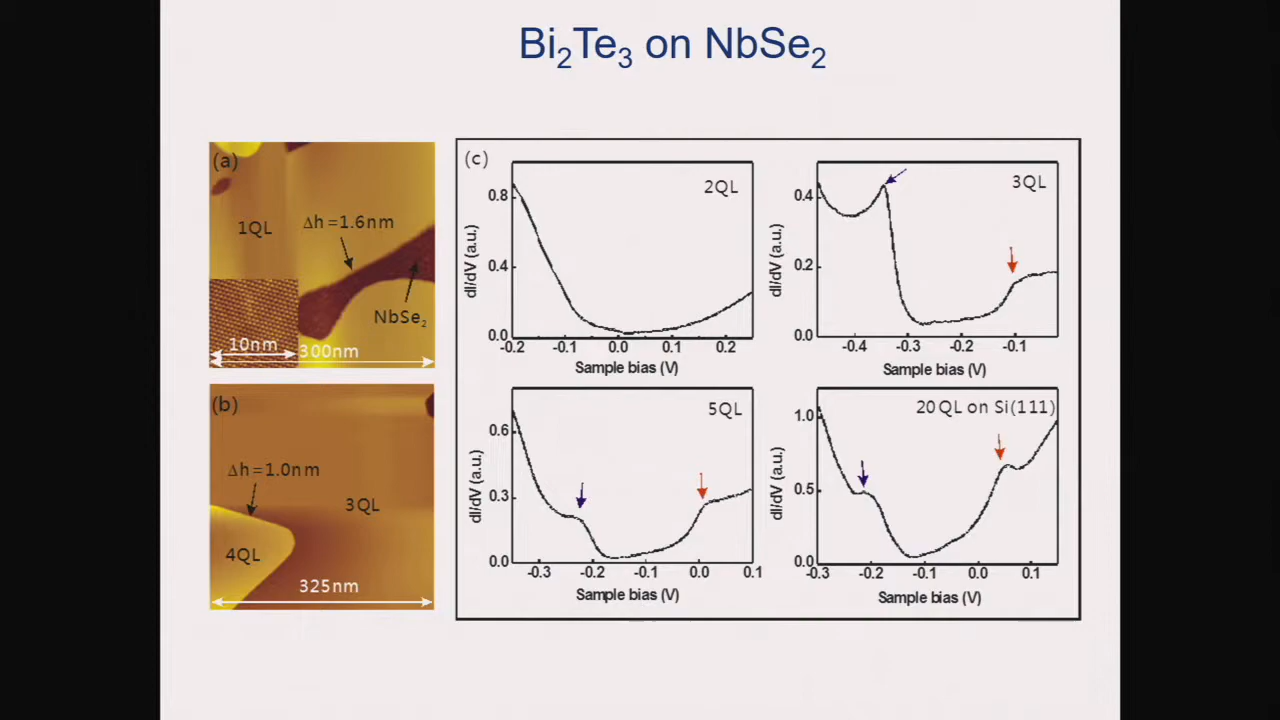 Bi₂Te₃ on NbSe₂
(a)
1QL
Δh=1.6nm
NbSe₂
10nm
300nm
(b)
Δh=1.0nm
3QL
4QL
325nm
(c)
2QL
dI/dV (a.u.)
0.8
0.4
0.0
-0.2 -0.1 0.0 0.1 0.2
Sample bias (V)
3QL
dI/dV (a.u.)
0.4
0.2
0.0
-0.4 -0.3 -0.2 -0.1
Sample bias (V)
5QL
dI/dV (a.u.)
0.6
0.3
0.0
-0.3 -0.2 -0.1 0.0 0.1
Sample bias (V)
20QL on Si(111)
dI/dV (a.u.)
1.0
0.5
0.0
-0.3 -0.2 -0.1 0.0 0.1
Sample bias (V)